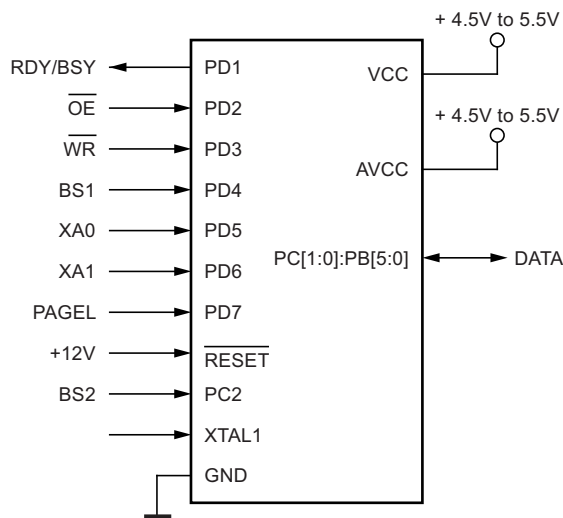 + 4.5V to 5.5V
RDY/BSY PD1 VCC
OE PD2 + 4.5V to 5.5V
WR PD3
BS1 PD4 AVCC
XA0 PD5
XA1 PD6 PC[1:0]:PB[5:0] DATA
PAGEL PD7
+12V RESET
BS2 PC2
XTAL1
GND